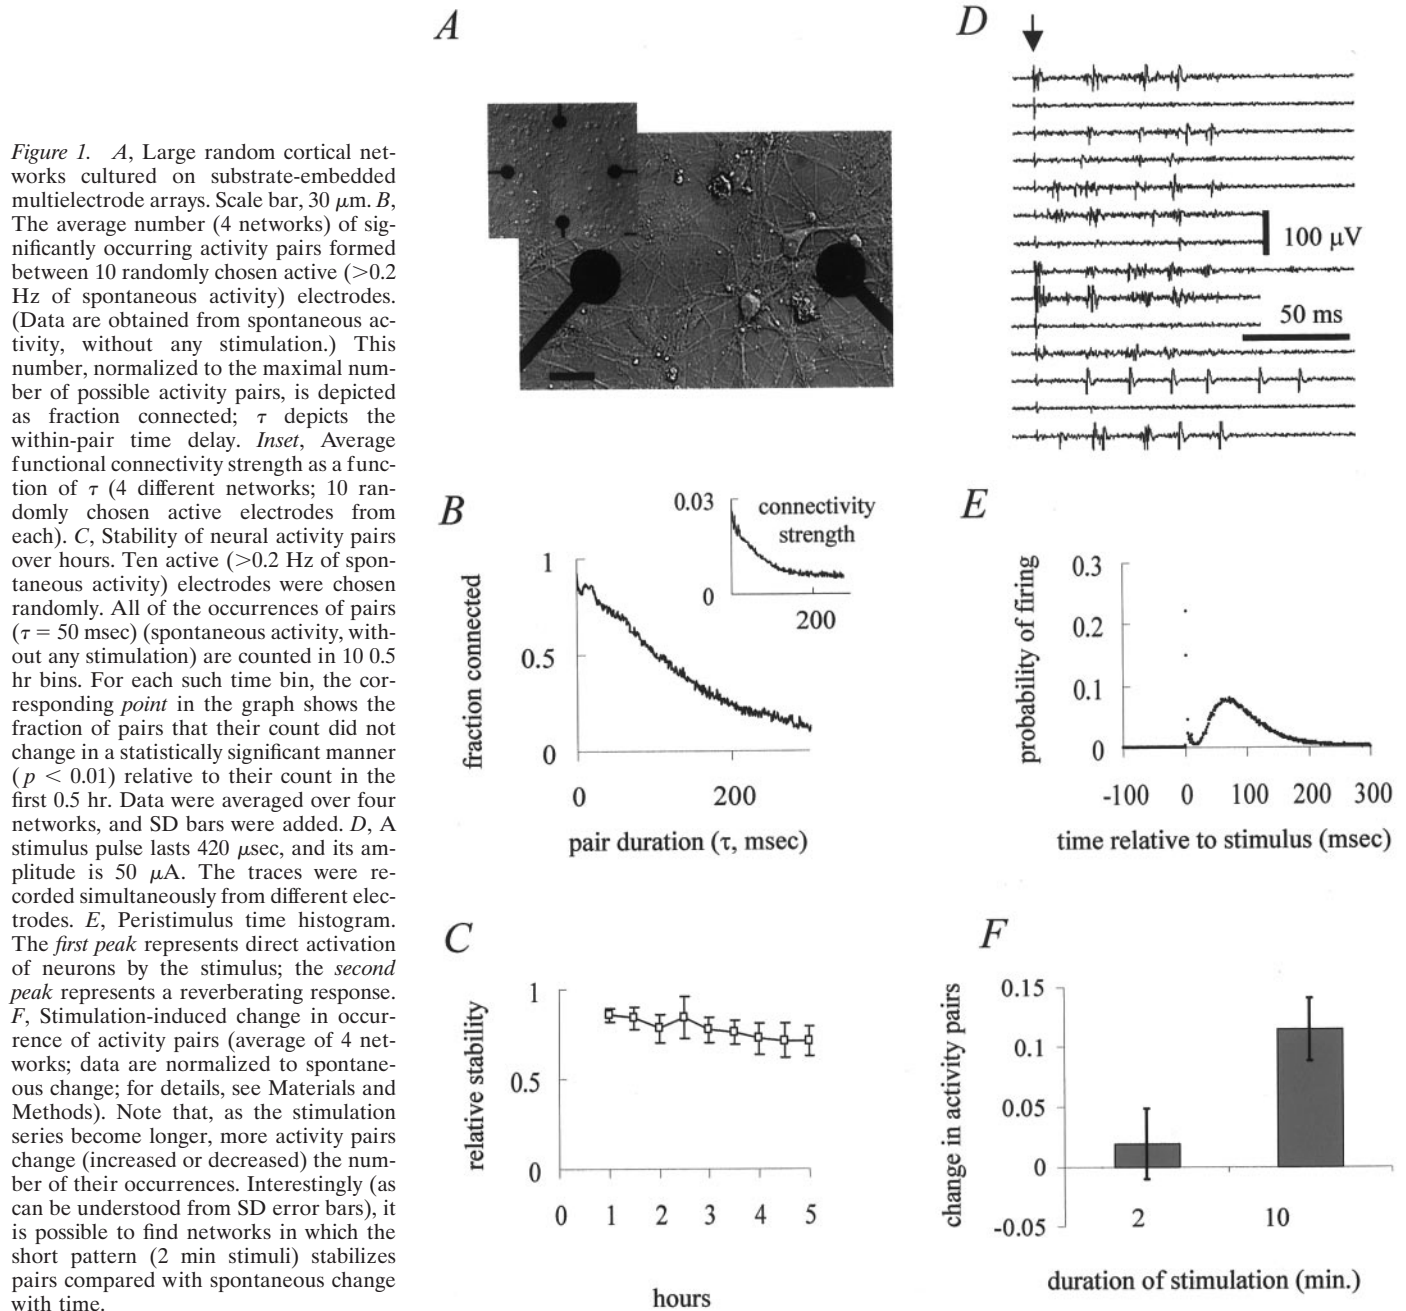 Figure 1. A, Large random cortical net-
works cultured on substrate-embedded
multielectrode arrays. Scale bar, 30 μm. B,
The average number (4 networks) of sig-
nificantly occurring activity pairs formed
between 10 randomly chosen active (>0.2
Hz of spontaneous activity) electrodes.
(Data are obtained from spontaneous ac-
tivity, without any stimulation.) This
number, normalized to the maximal num-
ber of possible activity pairs, is depicted
as fraction connected; τ depicts the
within-pair time delay. Inset, Average
functional connectivity strength as a func-
tion of τ (4 different networks; 10 ran-
domly chosen active electrodes from
each). C, Stability of neural activity pairs
over hours. Ten active (>0.2 Hz of spon-
taneous activity) electrodes were chosen
randomly. All of the occurrences of pairs
(τ = 50 msec) (spontaneous activity, with-
out any stimulation) are counted in 10 0.5
hr bins. For each such time bin, the cor-
responding point in the graph shows the
fraction of pairs that their count did not
change in a statistically significant manner
(p < 0.01) relative to their count in the
first 0.5 hr. Data were averaged over four
networks, and SD bars were added. D, A
stimulus pulse lasts 420 μsec, and its am-
plitude is 50 μA. The traces were re-
corded simultaneously from different elec-
trodes. E, Peristimulus time histogram.
The first peak represents direct activation
of neurons by the stimulus; the second
peak represents a reverberating response.
F, Stimulation-induced change in occur-
rence of activity pairs (average of 4 net-
works; data are normalized to spontane-
ous change; for details, see Materials and
Methods). Note that, as the stimulation
series become longer, more activity pairs
change (increased or decreased) the num-
ber of their occurrences. Interestingly (as
can be understood from SD error bars), it
is possible to find networks in which the
short pattern (2 min stimuli) stabilizes
pairs compared with spontaneous change
with time.
A
D
100 μV
50 ms
B
fraction connected
1
0.5
0
0 200
pair duration (τ, msec)
0.03
0
connectivity
strength
200
E
probability of firing
0.3
0.2
0.1
0
-100 0 100 200 300
time relative to stimulus (msec)
C
relative stability
1
0.5
0
0 1 2 3 4 5
hours
F
change in activity pairs
0.15
0.1
0.05
0
-0.05
2 10
duration of stimulation (min.)